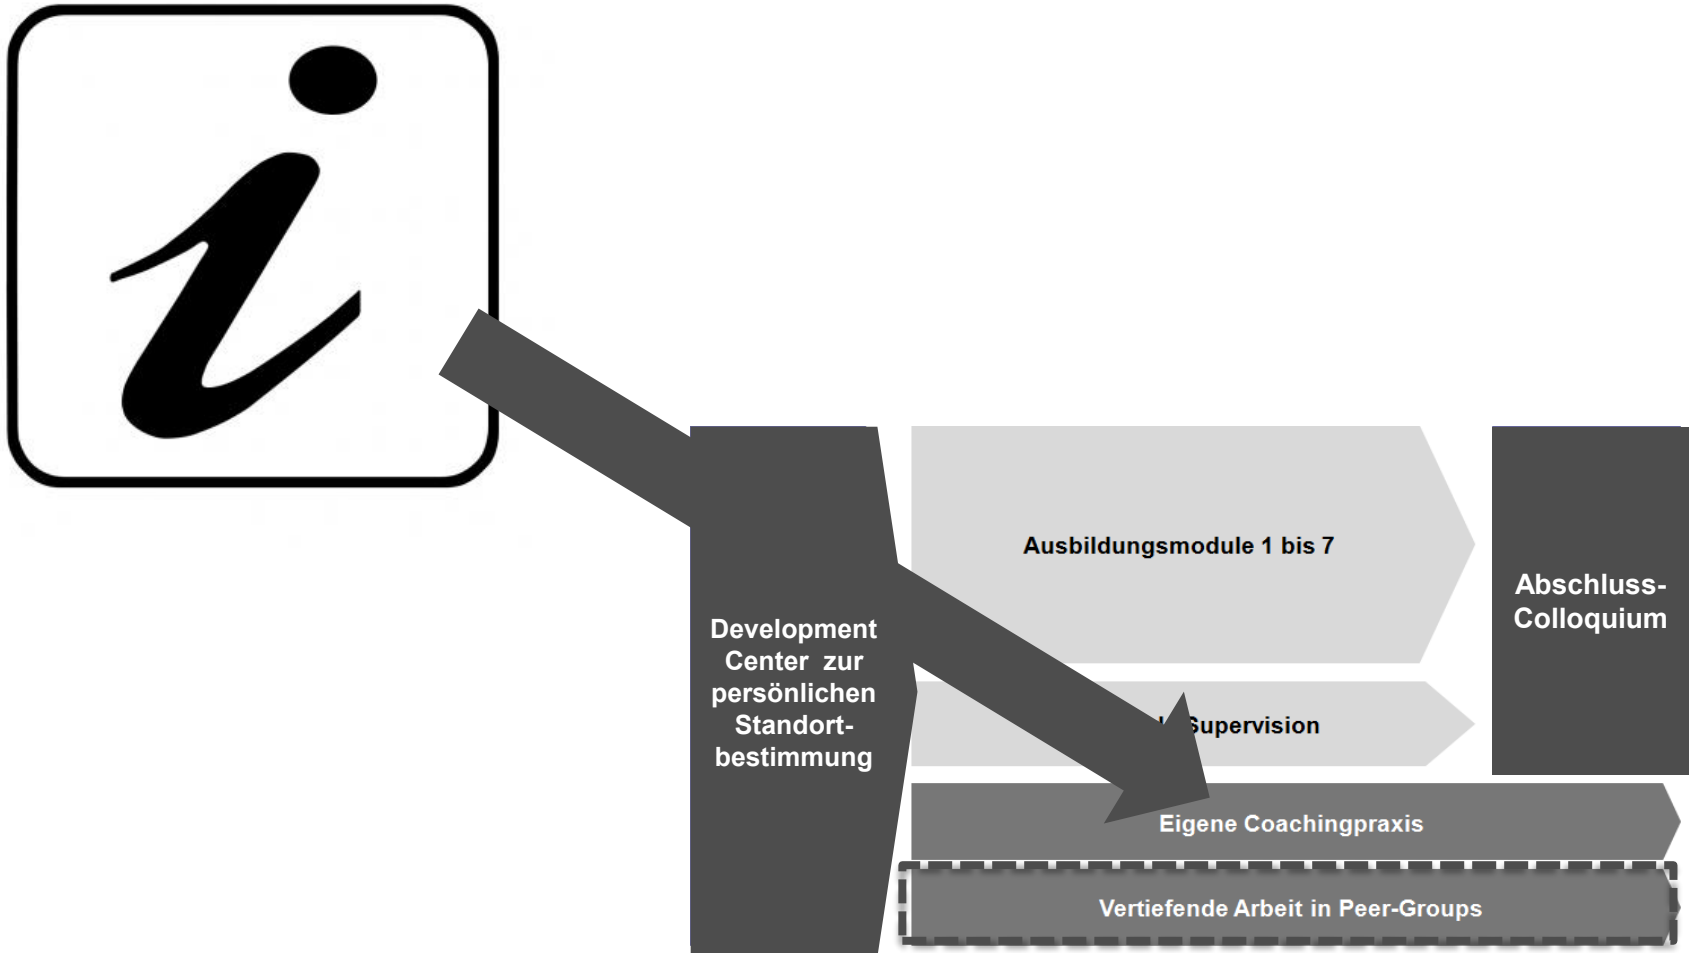 Ausbildungsmodule 1 bis 7
Abschluss-
Colloquium
Development
Center zur
persönlichen
Standort-
bestimmung
Supervision
Eigene Coachingpraxis
Vertiefende Arbeit in Peer-Groups